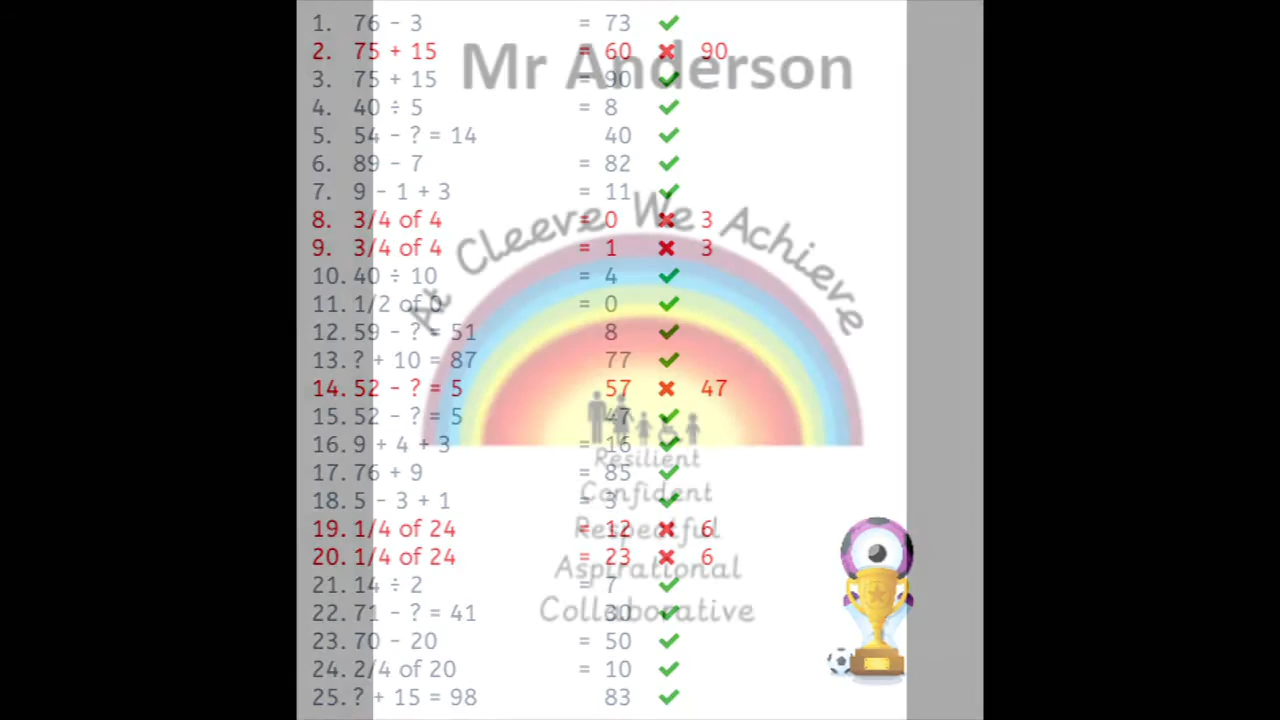 1. 76 - 3 = 73 ✔
2. 75 + 15 = 60 ✖ 90
Mr Anderson
3. 75 + 15 = 90 ✔
4. 40 ÷ 5 = 8 ✔
5. 54 - ? = 14 40 ✔
6. 89 - 7 = 82 ✔
7. 9 - 1 + 3 = 11 ✔
At Cleeve We Achieve
8. 3/4 of 4 = 0 ✖ 3
9. 3/4 of 4 = 1 ✖ 3
10. 40 ÷ 10 = 4 ✔
11. 1/2 of 0 = 0 ✔
12. 59 - ? = 51 8 ✔
13. ? + 10 = 87 77 ✔
14. 52 - ? = 5 57 ✖ 47
15. 52 - ? = 5 47 ✔
16. 9 + 4 + 3 = 16 ✔
Resilient
17. 76 + 9 = 85 ✔
Confident
18. 5 - 3 + 1 = 3 ✔
19. 1/4 of 24 = 12 ✖ 6
Respectful
20. 1/4 of 24 = 23 ✖ 6
Aspirational
21. 14 ÷ 2 = 7 ✔
22. 71 - ? = 41 30 ✔
Collaborative
23. 70 - 20 = 50 ✔
24. 2/4 of 20 = 10 ✔
25. ? + 15 = 98 83 ✔